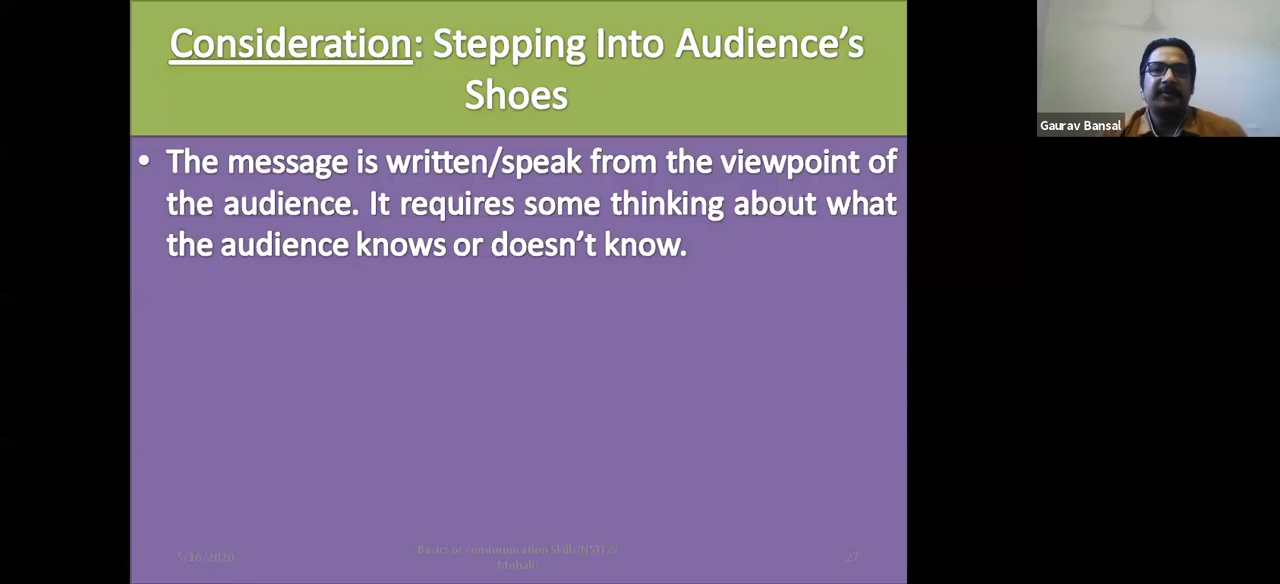 Consideration: Stepping Into Audience’s
Shoes
Gaurav Bansal
• The message is written/speak from the viewpoint of
the audience. It requires some thinking about what
the audience knows or doesn’t know.
5/16/2020
Basics of communication Skills
Mohali
27